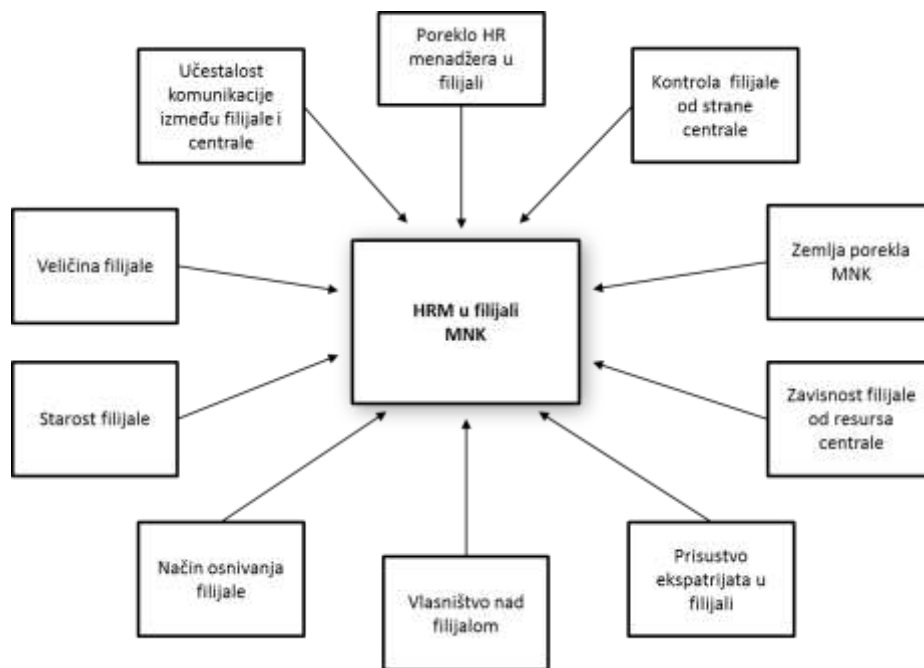 Poreklo HR
menadžera u
filijali
Učestalost
komunikacije
između filijale i
centrale
Kontrola filijale
od strane
centrale
Veličina filijale
Zemlja porekla
MNK
HRM u filijali
MNK
Starost filijale
Zavisnost filijale
od resursa
centrale
Način osnivanja
filijale
Vlasništvo nad
filijalom
Prisustvo
ekspatrijata u
filijali